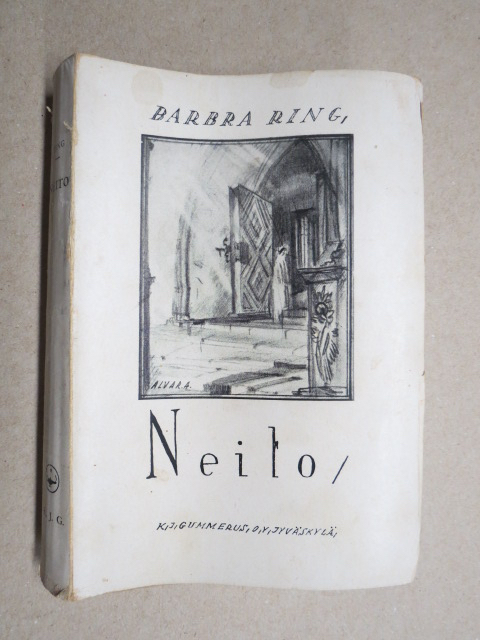 BARBRA RING,
ALVAR A.
Neito/
K.J.GUMMERUS,O,Y,JYVÄSKYLÄ,